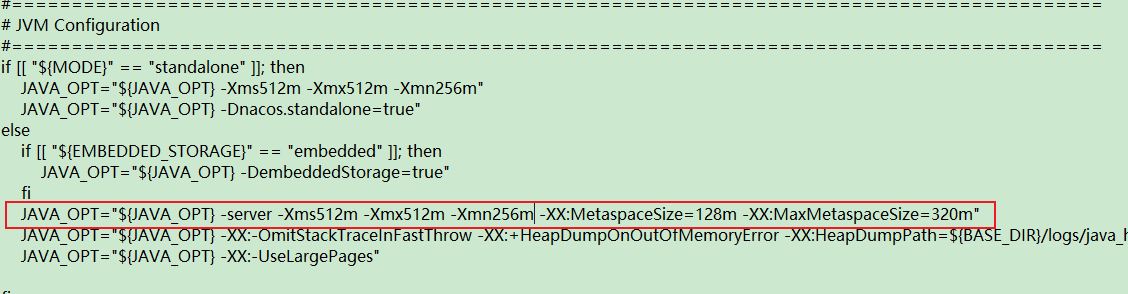 #===========================================================================================
# JVM Configuration
#===========================================================================================
if [[ "${MODE}" == "standalone" ]]; then
JAVA_OPT="${JAVA_OPT} -Xms512m -Xmx512m -Xmn256m"
JAVA_OPT="${JAVA_OPT} -Dnacos.standalone=true"
else
if [[ "${EMBEDDED_STORAGE}" == "embedded" ]]; then
JAVA_OPT="${JAVA_OPT} -DembeddedStorage=true"
fi
JAVA_OPT="${JAVA_OPT} -server -Xms512m -Xmx512m -Xmn256m -XX:MetaspaceSize=128m -XX:MaxMetaspaceSize=320m"
JAVA_OPT="${JAVA_OPT} -XX:-OmitStackTraceInFastThrow -XX:+HeapDumpOnOutOfMemoryError -XX:HeapDumpPath=${BASE_DIR}/logs/java_h
JAVA_OPT="${JAVA_OPT} -XX:-UseLargePages"